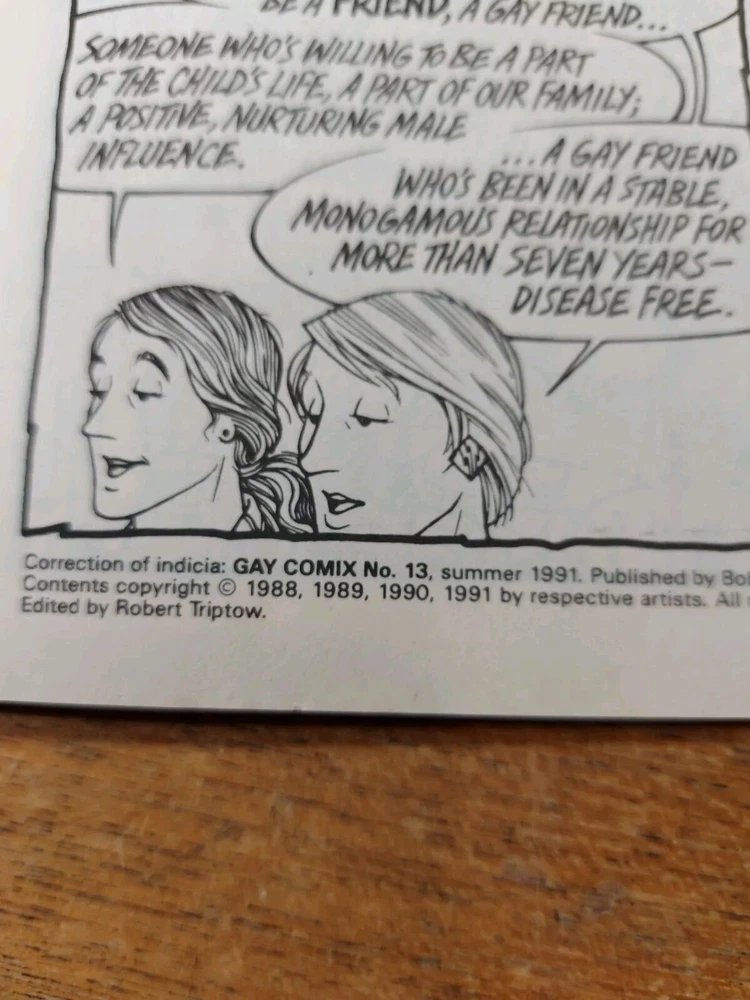 BE A FRIEND, A GAY FRIEND...
SOMEONE WHO'S WILLING TO BE A PART
OF THE CHILD'S LIFE, A PART OF OUR FAMILY;
A POSITIVE, NURTURING MALE
INFLUENCE.
...A GAY FRIEND
WHO'S BEEN IN A STABLE,
MONOGAMOUS RELATIONSHIP FOR
MORE THAN SEVEN YEARS—
DISEASE FREE.
Correction of indicia: GAY COMIX No. 13, summer 1991. Published by
Contents copyright © 1988, 1989, 1990, 1991 by respective artists. All
Edited by Robert Triptow.